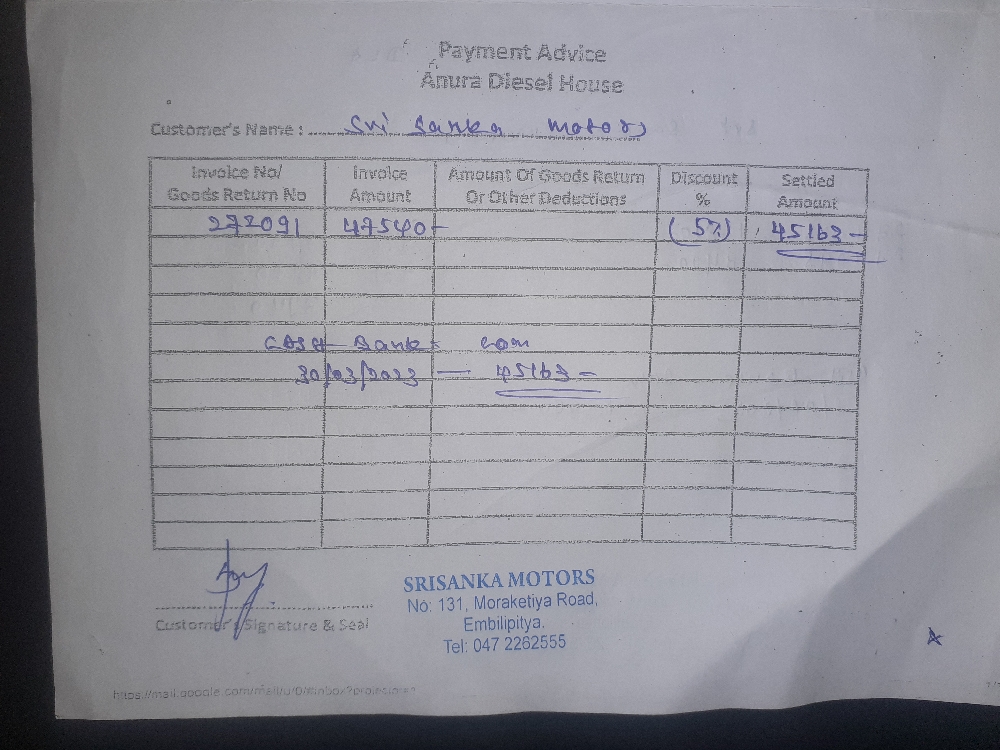 Payment Advice
Anura Diesel House
Customer's Name : Sri Sanka Motors
Invoice No/ Goods Return No Invoice Amount Amount Of Goods Return Or Other Deductions Discount % Settled Amount
272091 47540- (5%) 45163-
CASH Bank
30/03/2023 — 45163-
Customer's Signature & Seal
SRISANKA MOTORS
No: 131, Moraketiya Road,
Embilipitya.
Tel: 047 2262555